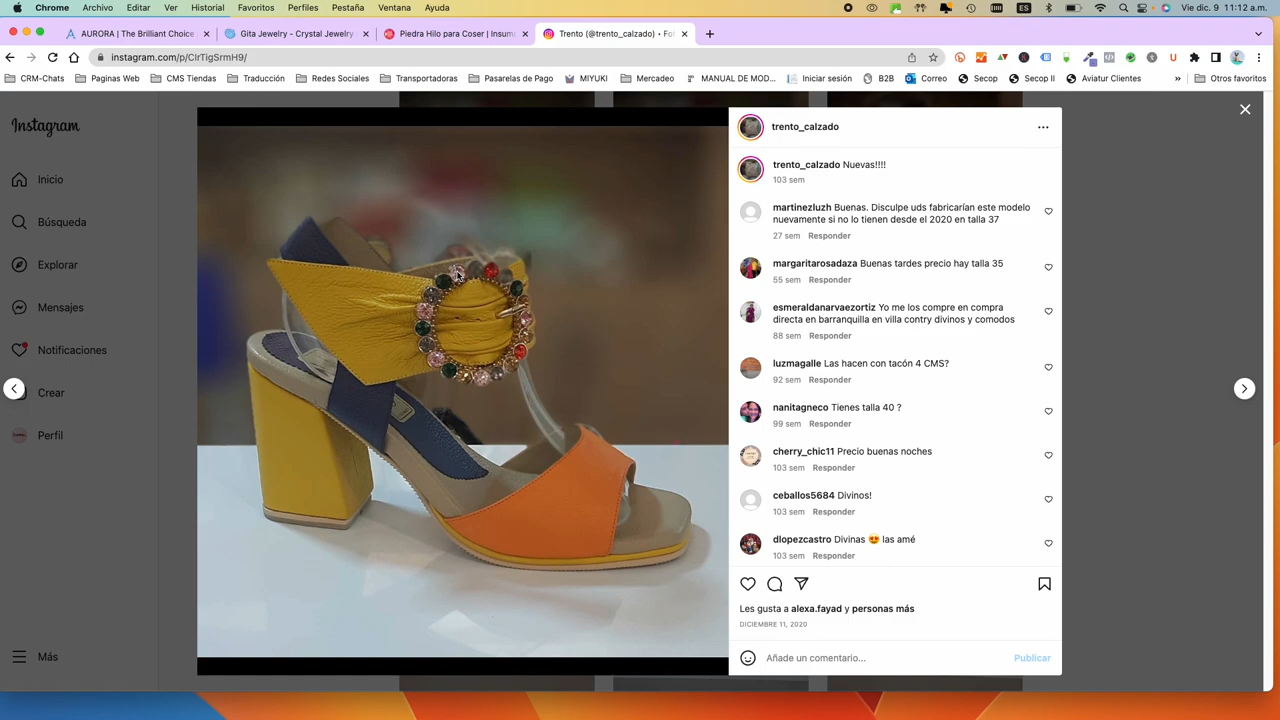 Chrome Archivo Editar Ver Historial Favoritos Perfiles Pestaña Ventana Ayuda ES Vie dic. 9 11:12 a.m.
AURORA | The Brilliant Choice Gita Jewelry - Crystal Jewelry Piedra Hilo para Coser | Insum Trento (@trento_calzado) • Fot
instagram.com/p/CIrTigSrmH9/
CRM-Chats Paginas Web CMS Tiendas Traducción Redes Sociales Transportadoras Pasarelas de Pago MIYUKI Mercadeo MANUAL DE MOD... Iniciar sesión B2B Correo Secop Secop II Aviatur Clientes » Otros favoritos
Instagram
Inicio
Búsqueda
Explorar
Mensajes
Notificaciones
Crear
Perfil
Más
trento_calzado
trento_calzado Nuevas!!!!
103 sem
martinezluzh Buenas. Disculpe uds fabricarían este modelo
nuevamente si no lo tienen desde el 2020 en talla 37
27 sem Responder
margaritarosadaza Buenas tardes precio hay talla 35
55 sem Responder
esmeraldanarvaezortiz Yo me los compre en compra
directa en barranquilla en villa contry divinos y comodos
88 sem Responder
luzmagalle Las hacen con tacón 4 CMS?
92 sem Responder
nanitagneco Tienes talla 40 ?
99 sem Responder
cherry_chic11 Precio buenas noches
103 sem Responder
ceballos5684 Divinos!
103 sem Responder
dlopezcastro Divinas 😍 las amé
103 sem Responder
Les gusta a alexa.fayad y personas más
DICIEMBRE 11, 2020
Añade un comentario... Publicar